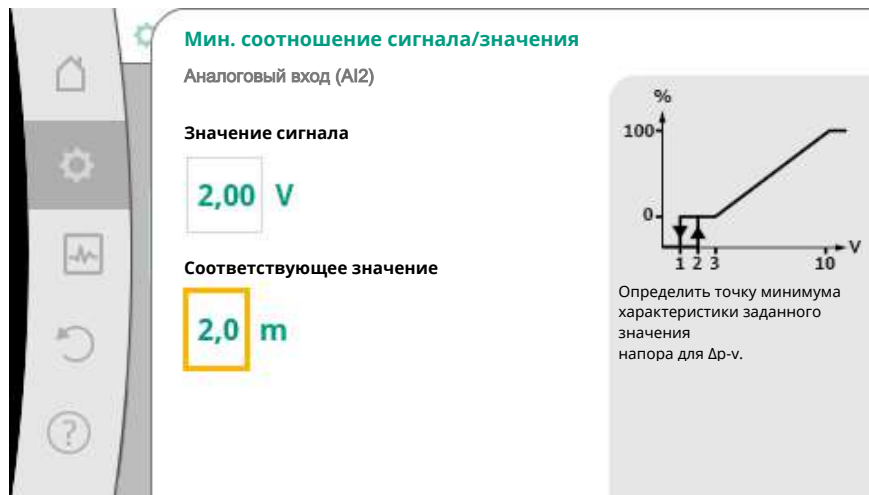 Мин. соотношение сигнала/значения
Аналоговый вход (AI2)
Значение сигнала
2,00 V
Соответствующее значение
2,0 m
%
100
0
1 2 3 10 V
Определить точку минимума
характеристики заданного
значения
напора для Δp-v.
?